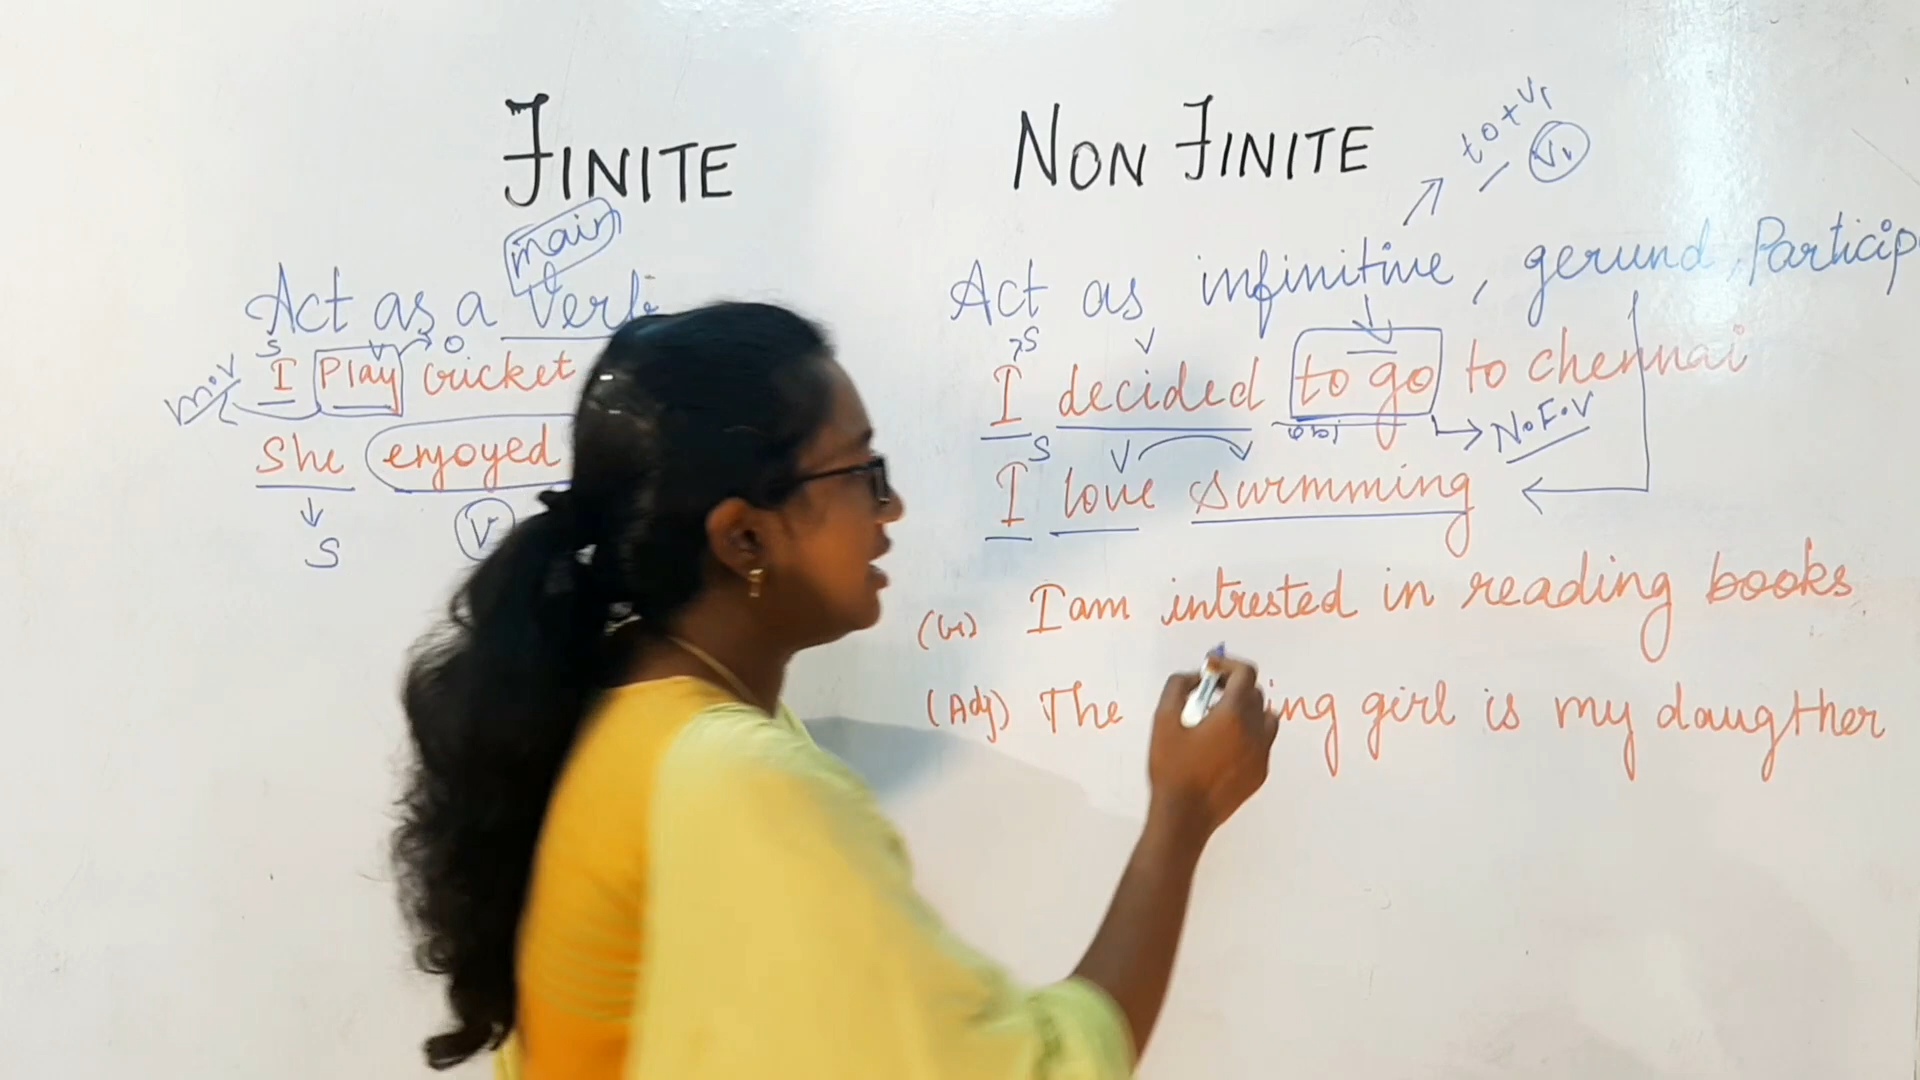 FINITE
main
Act as a Verb
S V O
m.v I Play cricket
She enjoyed
S
V
NON FINITE
to + V1
V1
Act as infinitive, gerund, Particip
S V
I decided to go to chennai
obj N.F.V
S V
I love swimming
(G) I am intrested in reading books
(Adj) The ing girl is my daugther